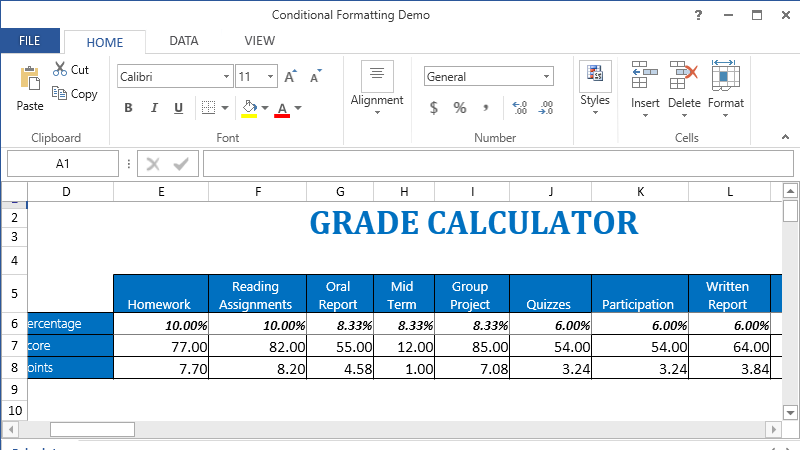 Conditional Formatting Demo
FILE HOME DATA VIEW
Cut
Copy
Paste
Calibri 11 A A
B I U A
Alignment
General
$ % , .0 .00 .00 .0
Styles
Insert Delete Format
Clipboard Font Number Cells
A1
D E F G H I J K L
2 GRADE CALCULATOR
3
4
5 Homework Reading Assignments Oral Report Mid Term Group Project Quizzes Participation Written Report
6 ercentage 10.00% 10.00% 8.33% 8.33% 8.33% 6.00% 6.00% 6.00%
7 core 77.00 82.00 55.00 12.00 85.00 54.00 54.00 64.00
8 oints 7.70 8.20 4.58 1.00 7.08 3.24 3.24 3.84
9
10